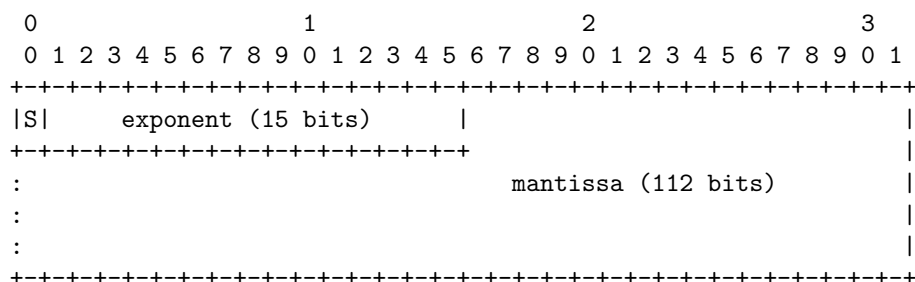 0                   1                   2                   3
 0 1 2 3 4 5 6 7 8 9 0 1 2 3 4 5 6 7 8 9 0 1 2 3 4 5 6 7 8 9 0 1
+-+-+-+-+-+-+-+-+-+-+-+-+-+-+-+-+-+-+-+-+-+-+-+-+-+-+-+-+-+-+-+-+
|S|     exponent (15 bits)      |                               |
+-+-+-+-+-+-+-+-+-+-+-+-+-+-+-+-+                               |
:                                   mantissa (112 bits)         |
:                                                               |
:                                                               |
+-+-+-+-+-+-+-+-+-+-+-+-+-+-+-+-+-+-+-+-+-+-+-+-+-+-+-+-+-+-+-+-+